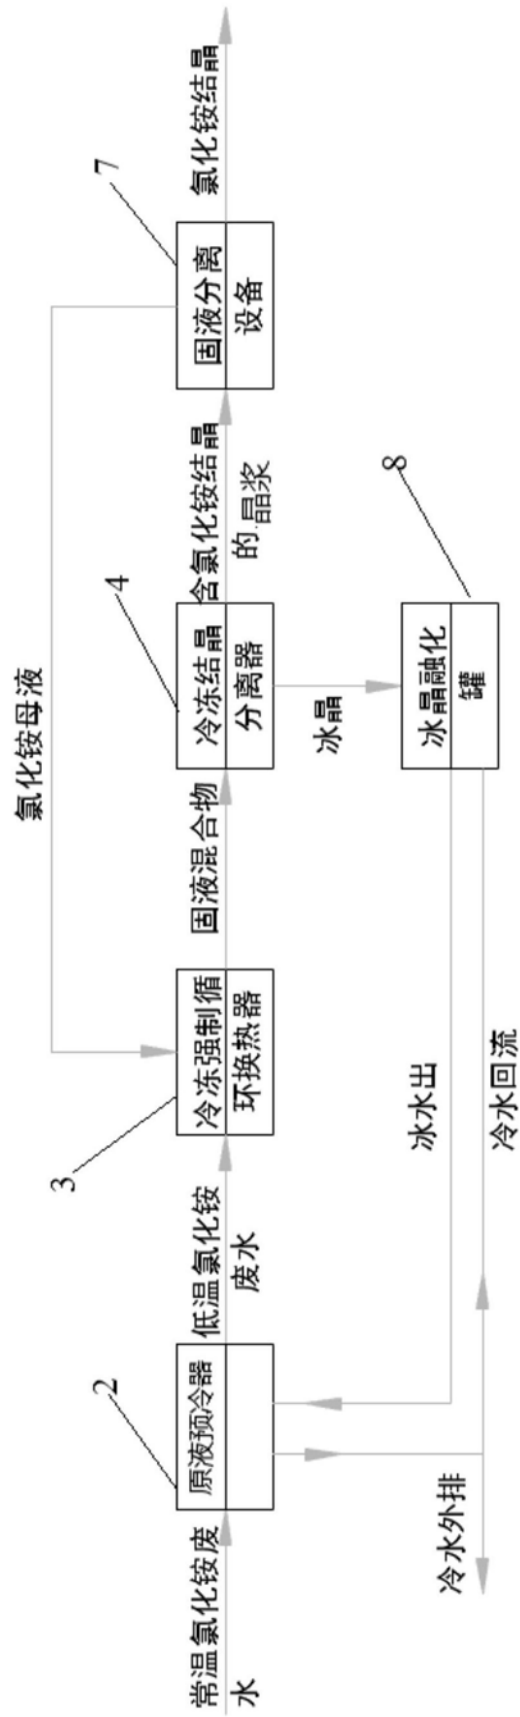 氯化铵母液
常温氯化铵废
水
2
原液预冷器
低温氯化铵
废水
3
冷冻强制循
环换热器
固液混合物
4
冷冻结晶
分离器
含氯化铵结晶
的晶浆
7
固液分离
设备
氯化铵结晶
冰晶
8
冰晶融化
罐
冰水出
冷水回流
冷水外排